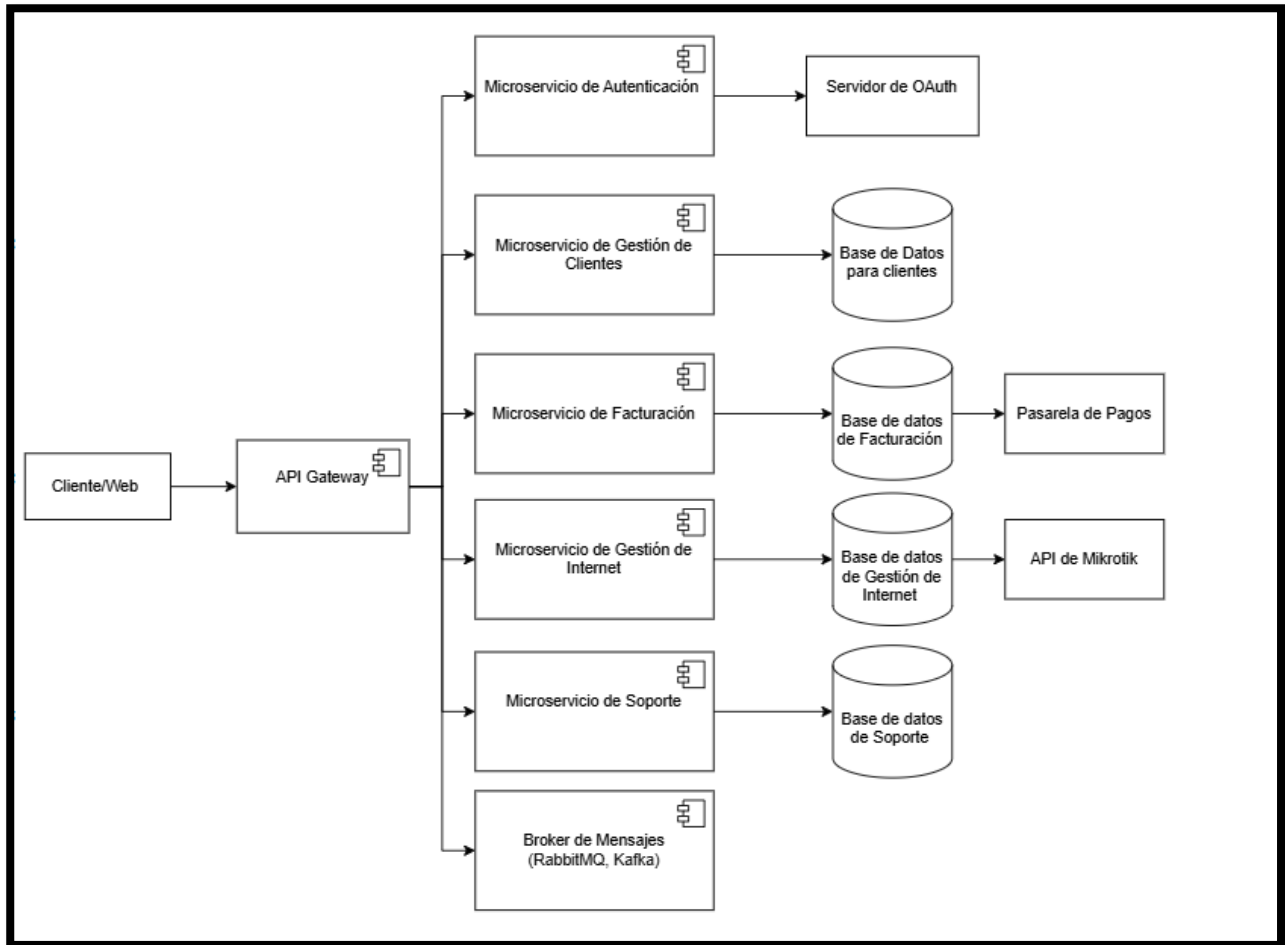 Microservicio de Autenticación
Servidor de OAuth
Microservicio de Gestión de
Clientes
Base de Datos
para clientes
Microservicio de Facturación
Base de datos
de Facturación
Pasarela de Pagos
Cliente/Web
API Gateway
Microservicio de Gestión de
Internet
Base de datos
de Gestión de
Internet
API de Mikrotik
Microservicio de Soporte
Base de datos
de Soporte
Broker de Mensajes
(RabbitMQ, Kafka)